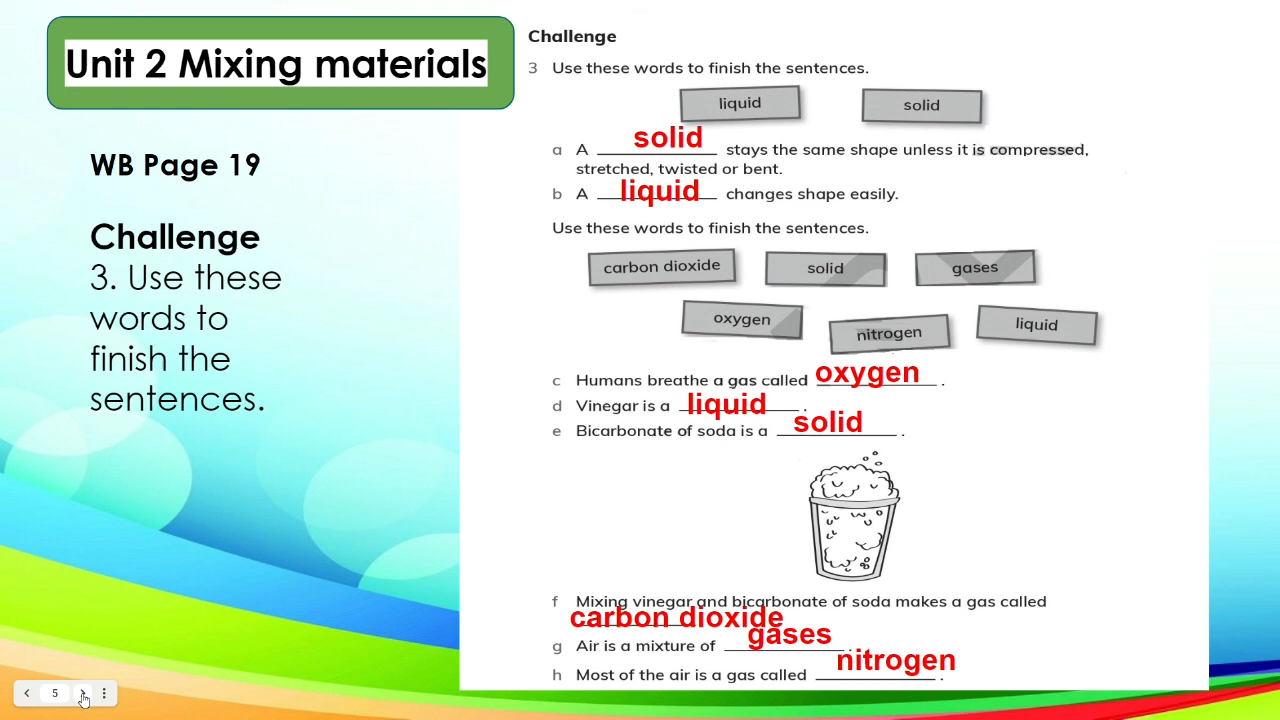 Unit 2 Mixing materials
WB Page 19
Challenge
3. Use these
words to
finish the
sentences.
Challenge
3 Use these words to finish the sentences.
liquid
solid
a A solid stays the same shape unless it is compressed,
stretched, twisted or bent.
b A liquid changes shape easily.
Use these words to finish the sentences.
carbon dioxide
solid
gases
oxygen
nitrogen
liquid
c Humans breathe a gas called oxygen.
d Vinegar is a liquid.
e Bicarbonate of soda is a solid.
f Mixing vinegar and bicarbonate of soda makes a gas called
carbon dioxide
g Air is a mixture of gases.
h Most of the air is a gas called nitrogen.
5